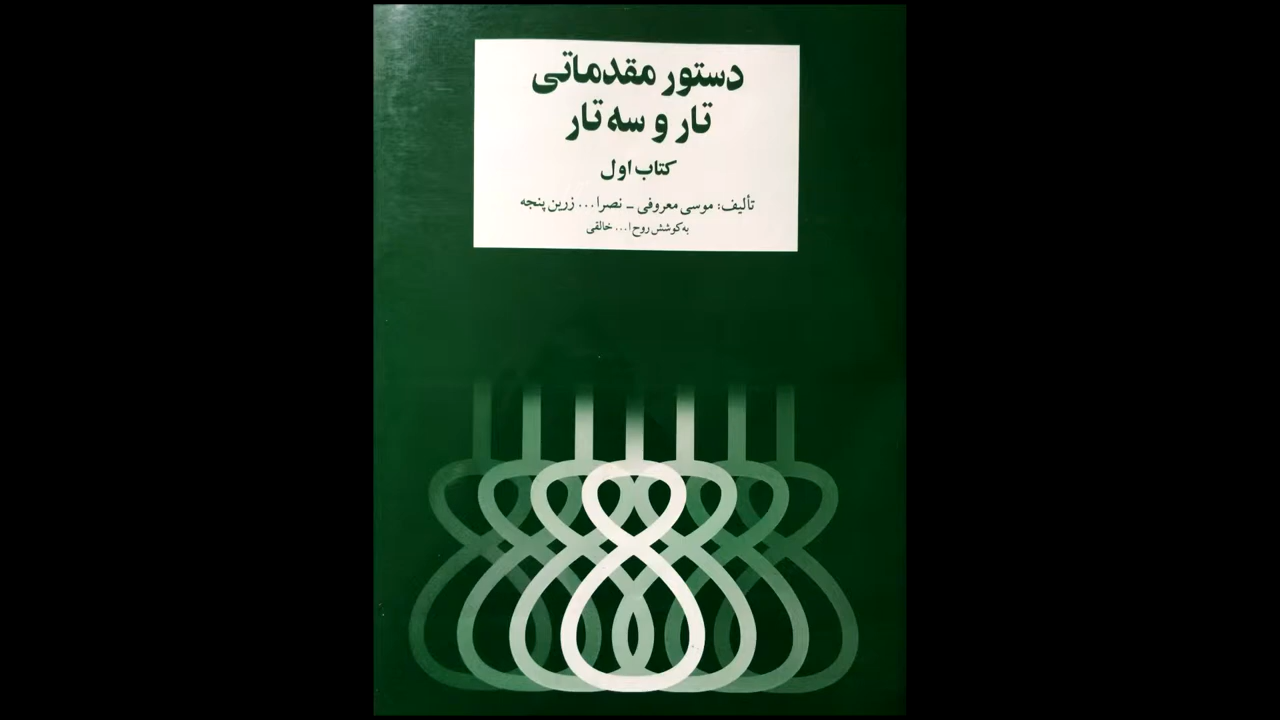 دستور مقدماتی
تار و سه تار
کتاب اول
تألیف: موسی معروفی ـ نصرا... زرین پنجه
به کوشش روح ا... خالقی